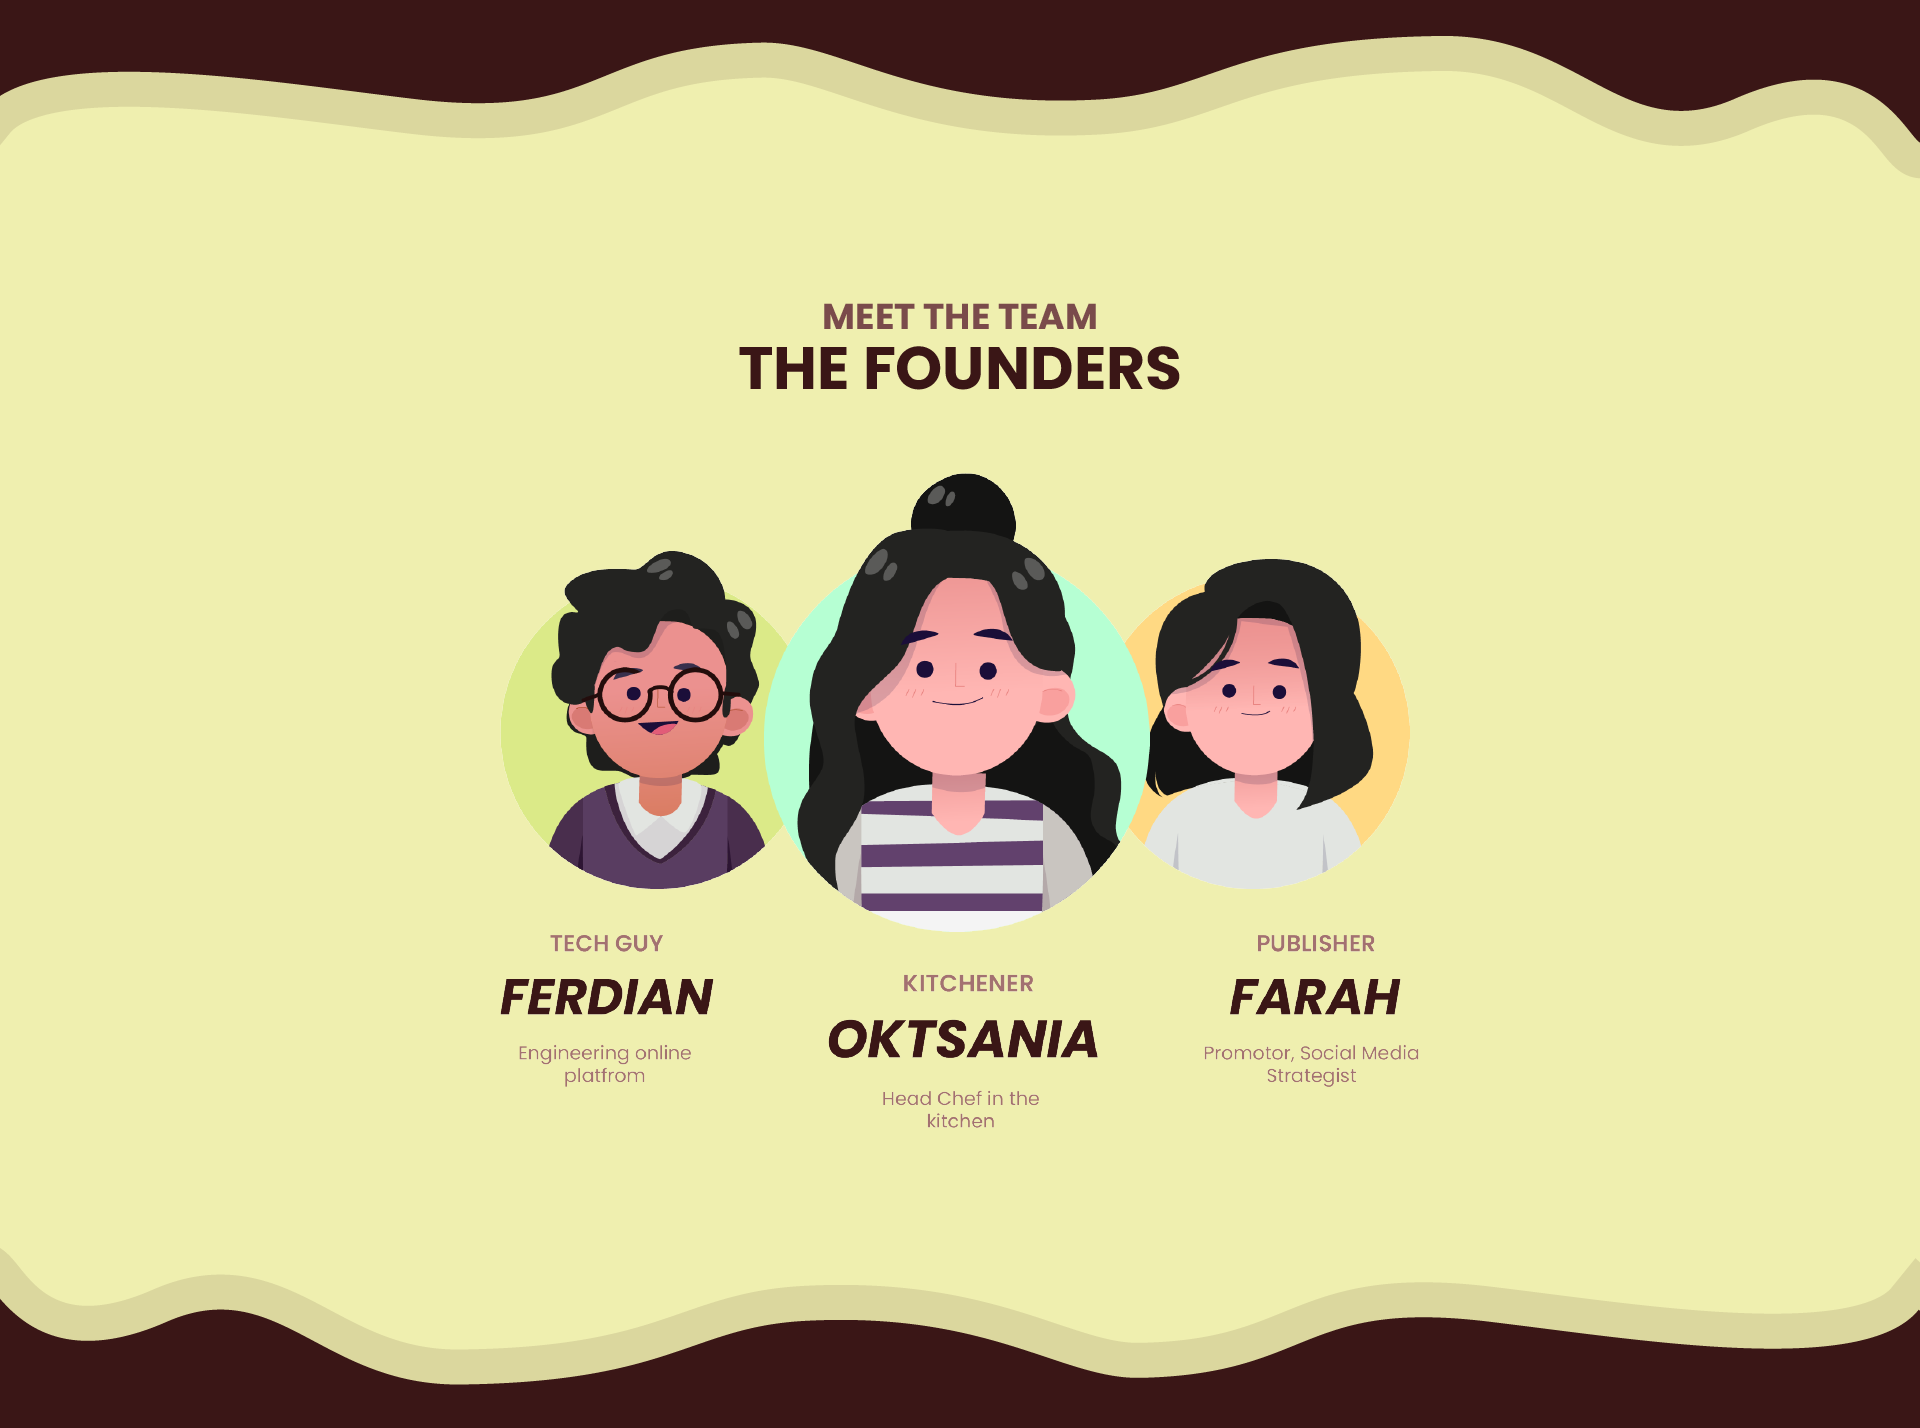 MEET THE TEAM
THE FOUNDERS
TECH GUY
FERDIAN
Engineering online
platfrom
KITCHENER
OKTSANIA
Head Chef in the
kitchen
PUBLISHER
FARAH
Promotor, Social Media
Strategist